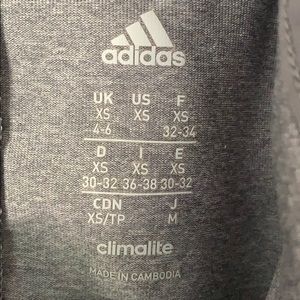 adidas
UK US F
XS XS XS
4-6 32-34
D I E
XS XS XS
30-32 36-38 30-32
CDN J
XS/TP M
climalite
MADE IN CAMBODIA